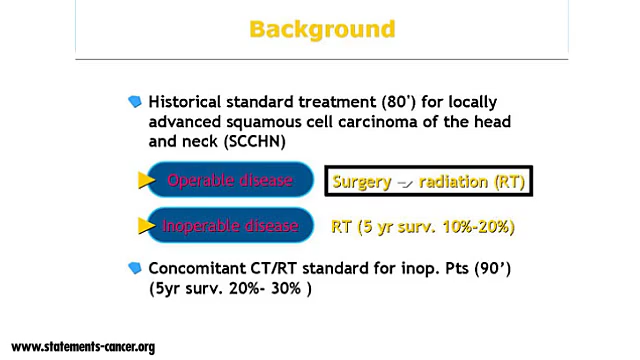 Background
Historical standard treatment (80') for locally
advanced squamous cell carcinoma of the head
and neck (SCCHN)
Operable disease
Surgery → radiation (RT)
Inoperable disease
RT (5 yr surv. 10%-20%)
Concomitant CT/RT standard for inop. Pts (90’)
(5yr surv. 20%- 30% )
www.statements-cancer.org